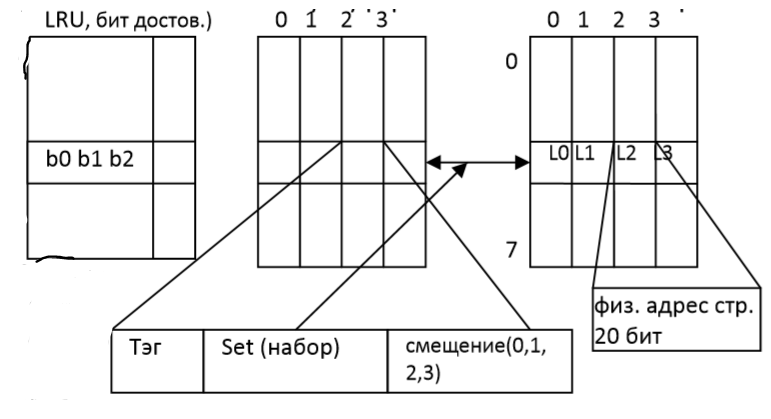 LRU, бит достов.)
0 1 2 3
0 1 2 3
0
b0 b1 b2
L0 L1 L2 L3
7
Тэг
Set (набор)
смещение(0,1,
2,3)
физ. адрес стр.
20 бит